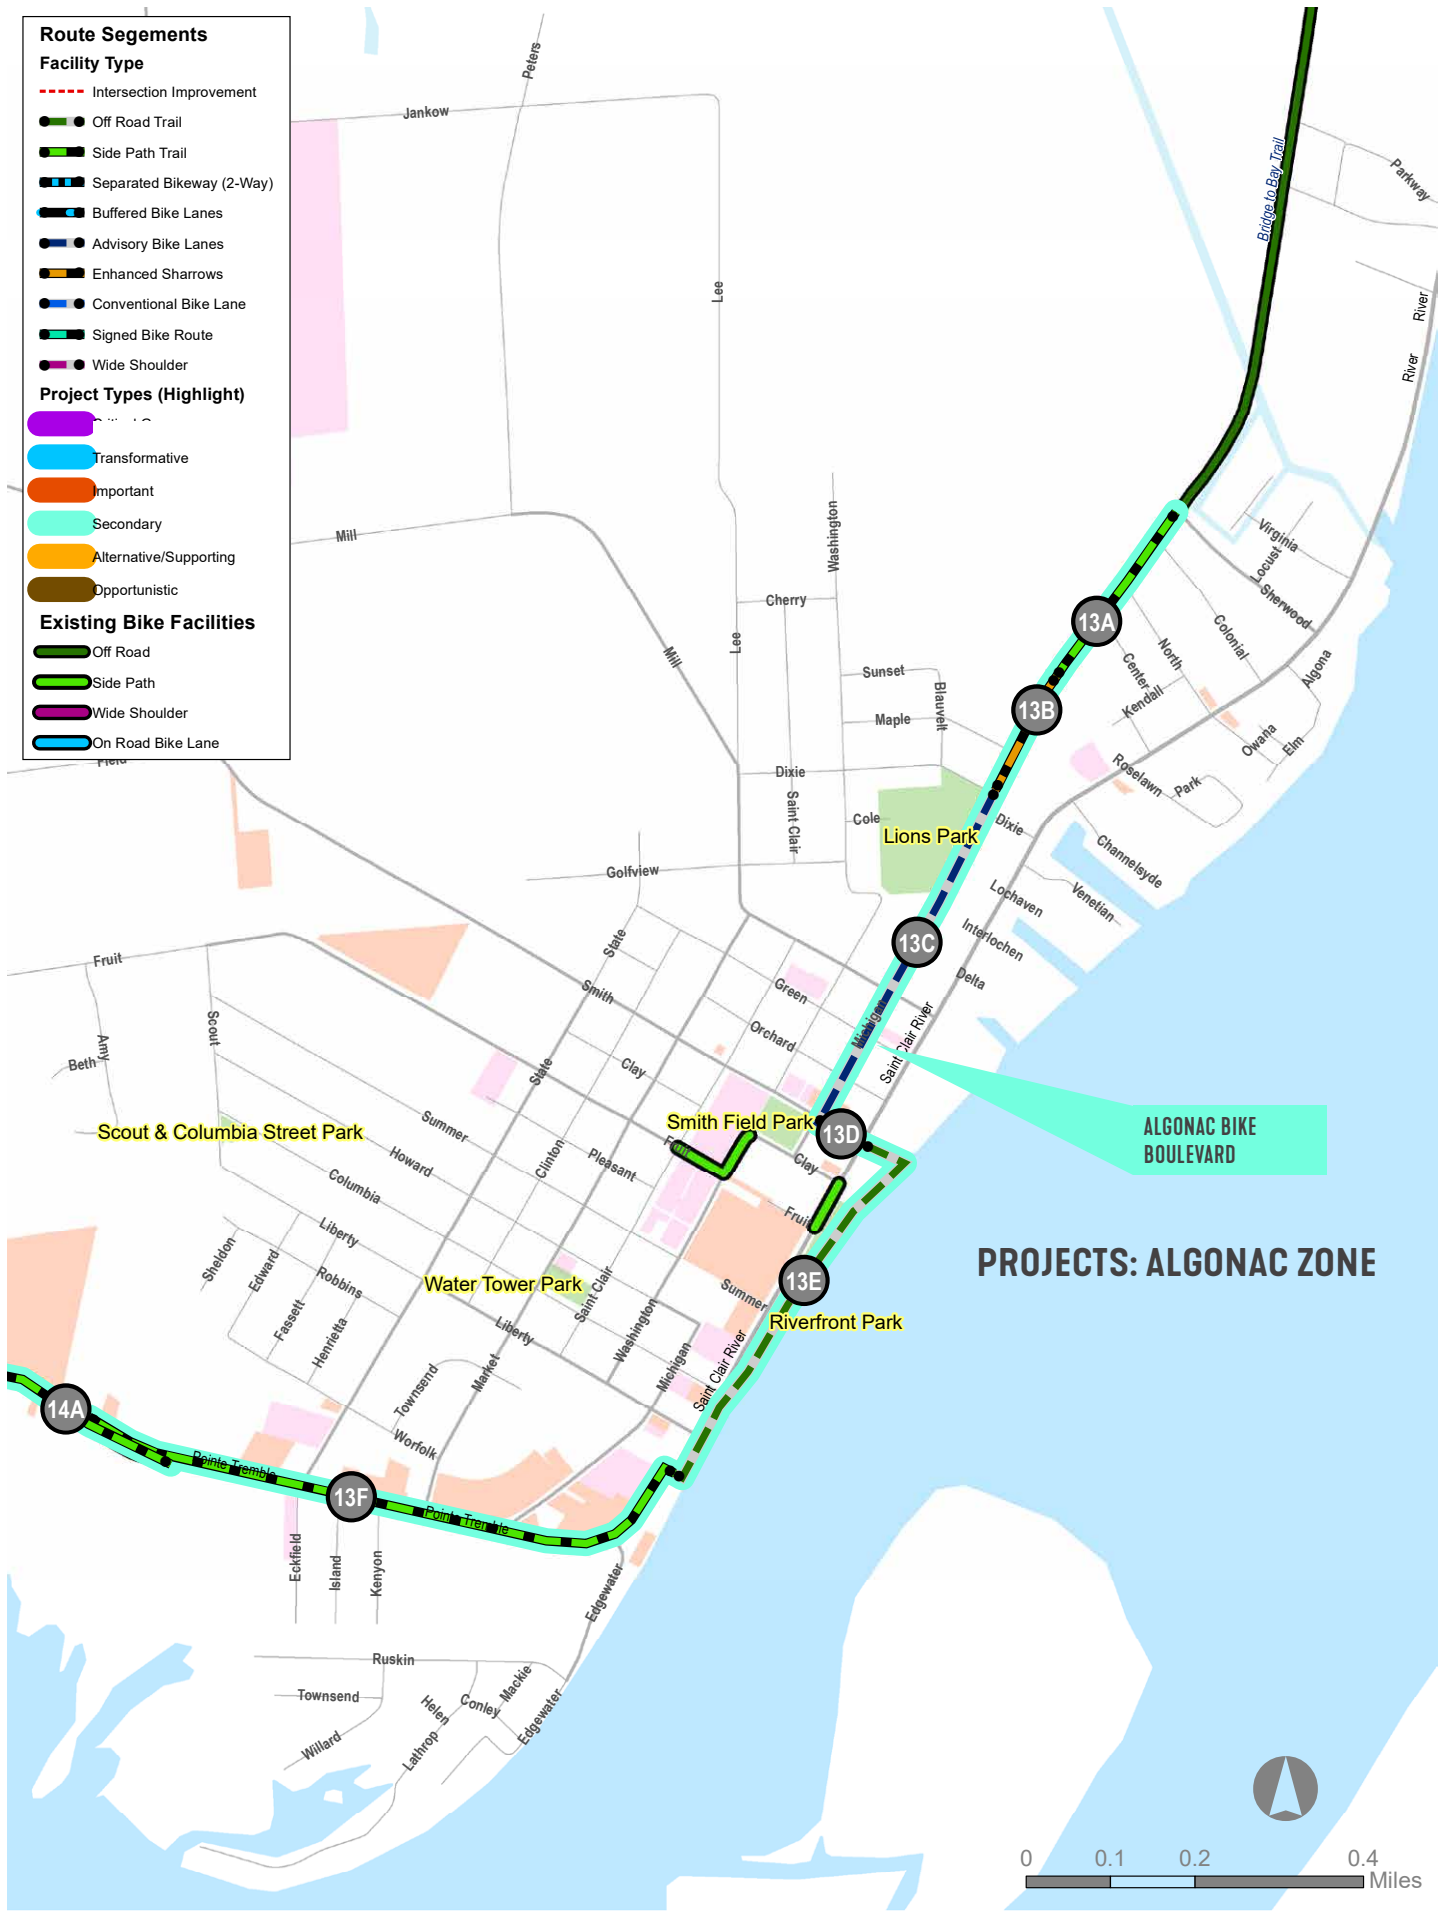 Route Segements
Facility Type
Intersection Improvement
Off Road Trail
Side Path Trail
Separated Bikeway (2-Way)
Buffered Bike Lanes
Advisory Bike Lanes
Enhanced Sharrows
Conventional Bike Lane
Signed Bike Route
Wide Shoulder
Project Types (Highlight)
Transformative
Important
Secondary
Alternative/Supporting
Opportunistic
Existing Bike Facilities
Off Road
Side Path
Wide Shoulder
On Road Bike Lane
Peters
Jankow
Lee
Bridge to Bay Trail
Parkway
River
River
Mill
Washington
Virginia
Locust
Sherwood
Cherry
Lee
Mill
13A
Colonial
North
Center
Kendall
Algona
Sunset
Blauvelt
Maple
13B
Owana
Elm
Roselawn
Park
Field
Dixie
Saint Clair
Cole
Lions Park
Dixie
Channelsyde
Golfview
Lochaven
Venetian
State
13C
Interlochen
Delta
Fruit
Smith
Green
Orchard
Michigan
Saint Clair River
Scout
Amy
Beth
State
Clay
ALGONAC BIKE
BOULEVARD
Scout & Columbia Street Park
Summer
Smith Field Park
13D
Fruit
Clay
Howard
Columbia
Clinton
Pleasant
Fruit
Liberty
Sheldon
Edward
Robbins
PROJECTS: ALGONAC ZONE
Water Tower Park
Saint Clair
Summer
13E
Riverfront Park
Fassett
Henrietta
Liberty
Washington
Michigan
Saint Clair River
Townsend
Market
14A
Worfolk
Pointe Tremble
13F
Pointe Tremble
Eckfield
Island
Kenyon
Edgewater
Ruskin
Townsend
Helen
Conley
Mackie
Edgewater
Willard
Lathrop
0 0.1 0.2 0.4
Miles